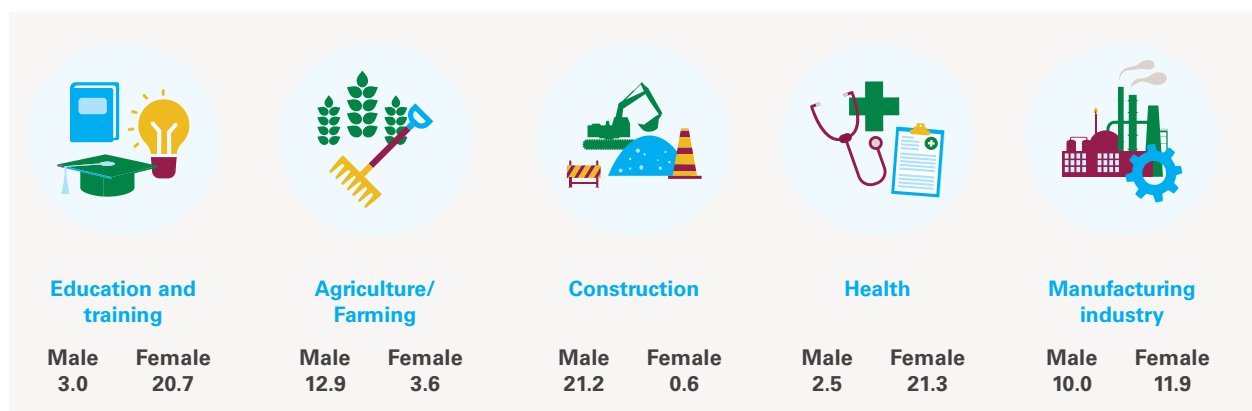 Education and
training
Male Female
3.0 20.7
Agriculture/
Farming
Male Female
12.9 3.6
Construction
Male Female
21.2 0.6
Health
Male Female
2.5 21.3
Manufacturing
industry
Male Female
10.0 11.9